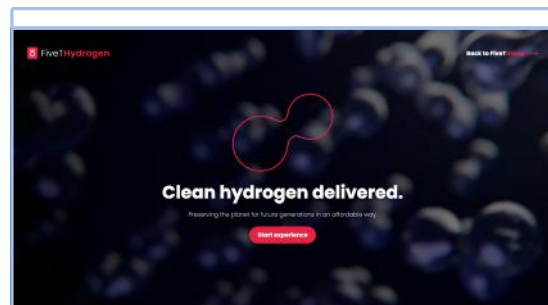 FiveTHydrogen
Back to FiveT
Clean hydrogen delivered.
Preserving the planet for future generations in an affordable way
Start experience